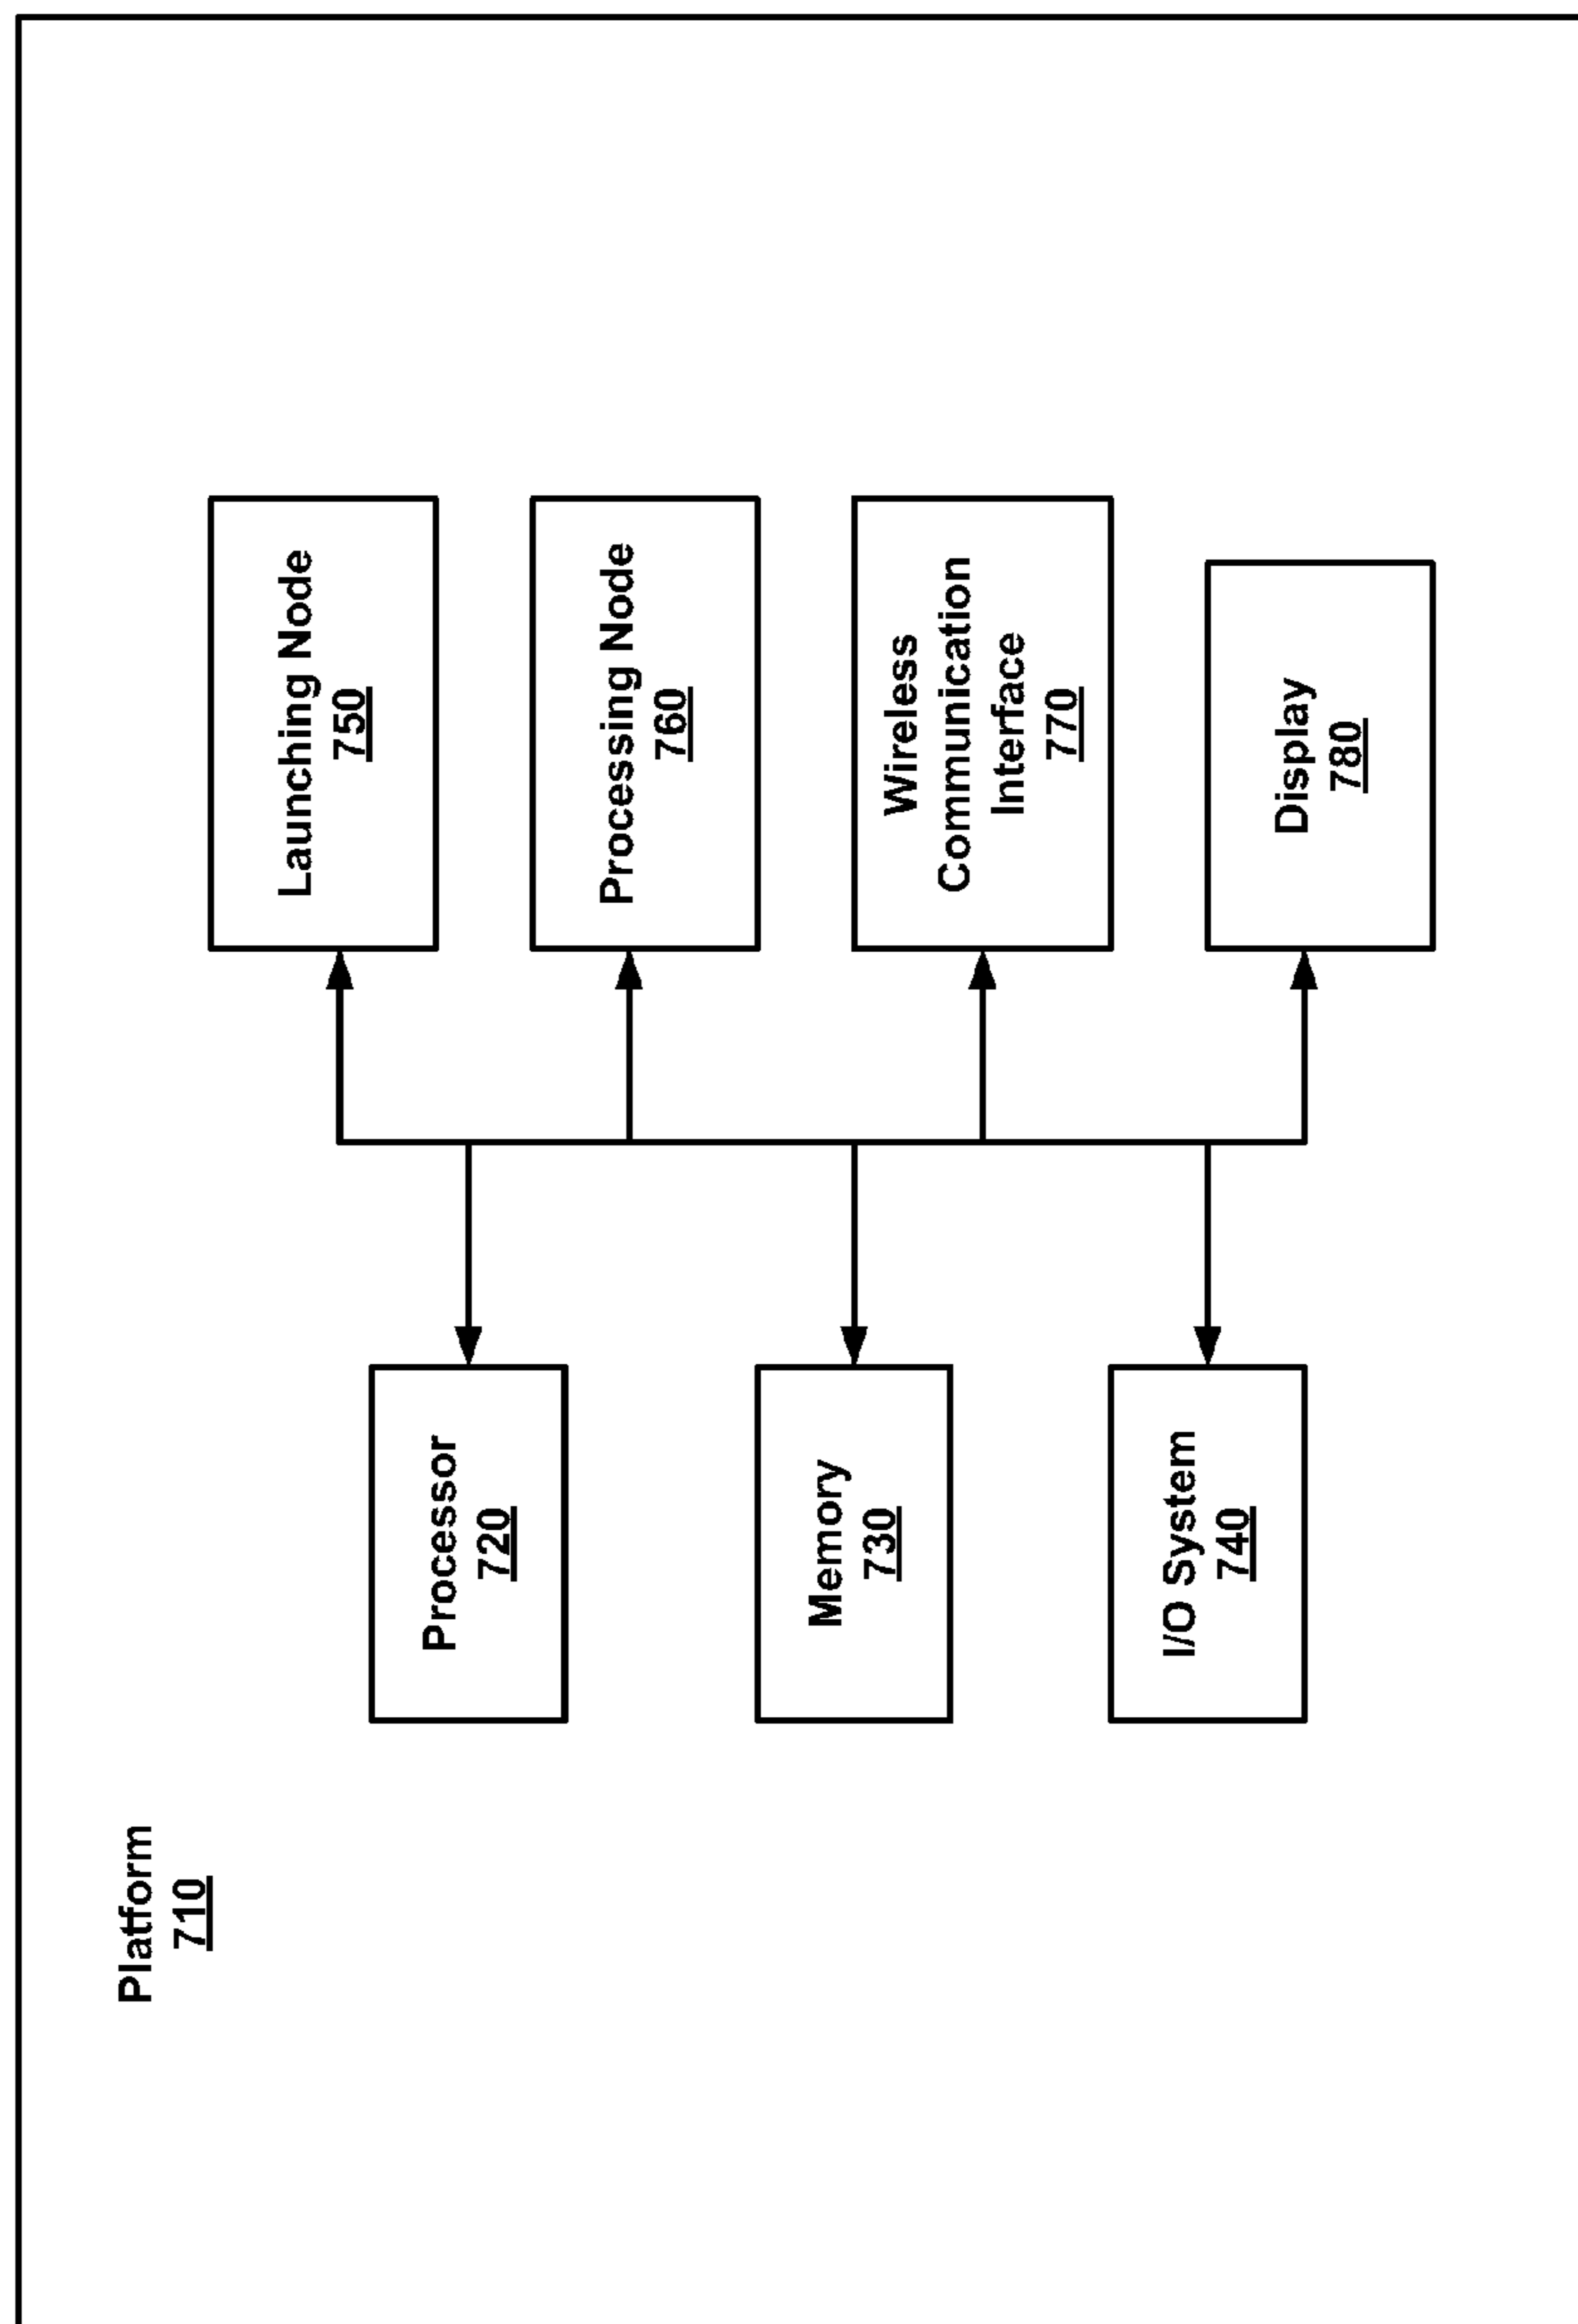 Platform
710
Processor
720
Memory
730
I/O System
740
Launching Node
750
Processing Node
760
Wireless
Communication
Interface
770
Display
780